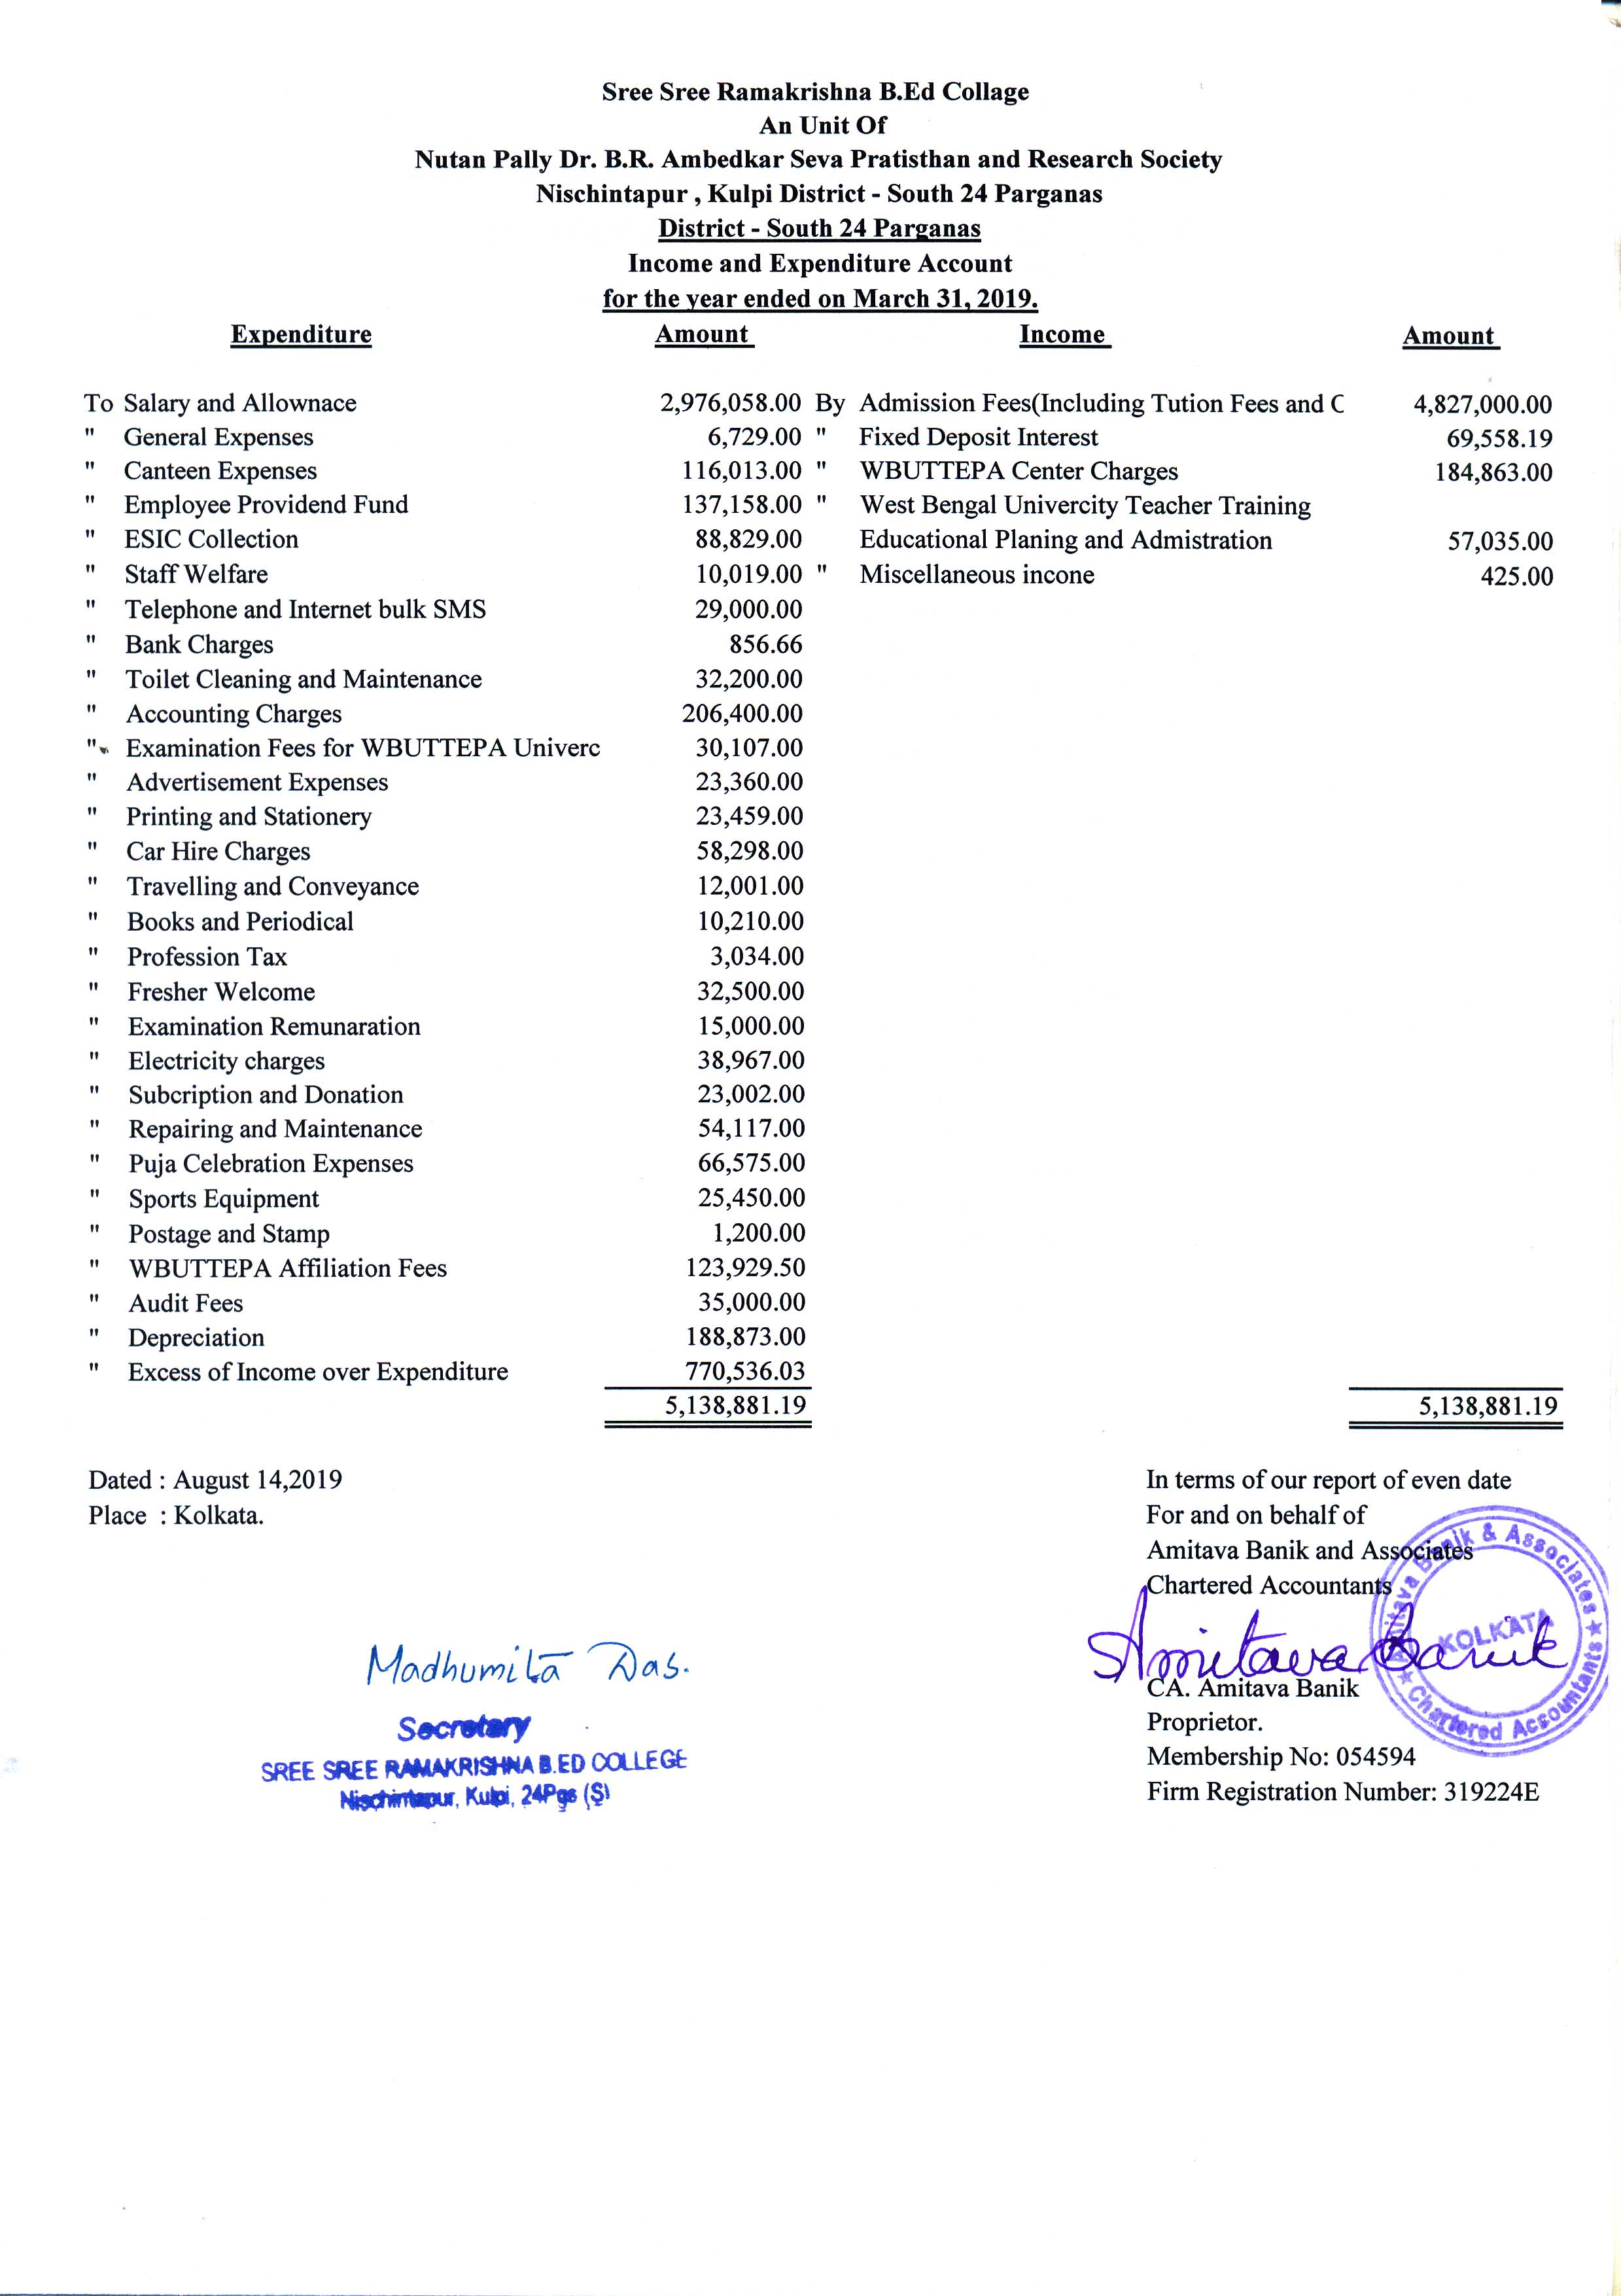 Sree Sree Ramakrishna B.Ed Collage
An Unit Of
Nutan Pally Dr. B.R. Ambedkar Seva Pratisthan and Research Society
Nischintapur , Kulpi District - South 24 Parganas
District - South 24 Parganas
Income and Expenditure Account
for the year ended on March 31, 2019.
Expenditure Amount Income Amount
To Salary and Allownace 2,976,058.00 By Admission Fees(Including Tution Fees and C 4,827,000.00
" General Expenses 6,729.00 " Fixed Deposit Interest 69,558.19
" Canteen Expenses 116,013.00 " WBUTTEPA Center Charges 184,863.00
" Employee Providend Fund 137,158.00 " West Bengal Univercity Teacher Training
" ESIC Collection 88,829.00 Educational Planing and Admistration 57,035.00
" Staff Welfare 10,019.00 " Miscellaneous incone 425.00
" Telephone and Internet bulk SMS 29,000.00
" Bank Charges 856.66
" Toilet Cleaning and Maintenance 32,200.00
" Accounting Charges 206,400.00
" Examination Fees for WBUTTEPA Univerc 30,107.00
" Advertisement Expenses 23,360.00
" Printing and Stationery 23,459.00
" Car Hire Charges 58,298.00
" Travelling and Conveyance 12,001.00
" Books and Periodical 10,210.00
" Profession Tax 3,034.00
" Fresher Welcome 32,500.00
" Examination Remunaration 15,000.00
" Electricity charges 38,967.00
" Subcription and Donation 23,002.00
" Repairing and Maintenance 54,117.00
" Puja Celebration Expenses 66,575.00
" Sports Equipment 25,450.00
" Postage and Stamp 1,200.00
" WBUTTEPA Affiliation Fees 123,929.50
" Audit Fees 35,000.00
" Depreciation 188,873.00
" Excess of Income over Expenditure 770,536.03
5,138,881.19 5,138,881.19
Dated : August 14,2019
Place : Kolkata.
In terms of our report of even date
For and on behalf of
Amitava Banik and Associates
Chartered Accountants
Amitava Banik
Amitava Banik & Associates ★ Chartered Accountants ★
KOLKATA
CA. Amitava Banik
Proprietor.
Membership No: 054594
Firm Registration Number: 319224E
Madhumita Das.
Secretary
SREE SREE RAMAKRISHNA B.ED COLLEGE
Nischintapur, Kulpi, 24Pgs (S)